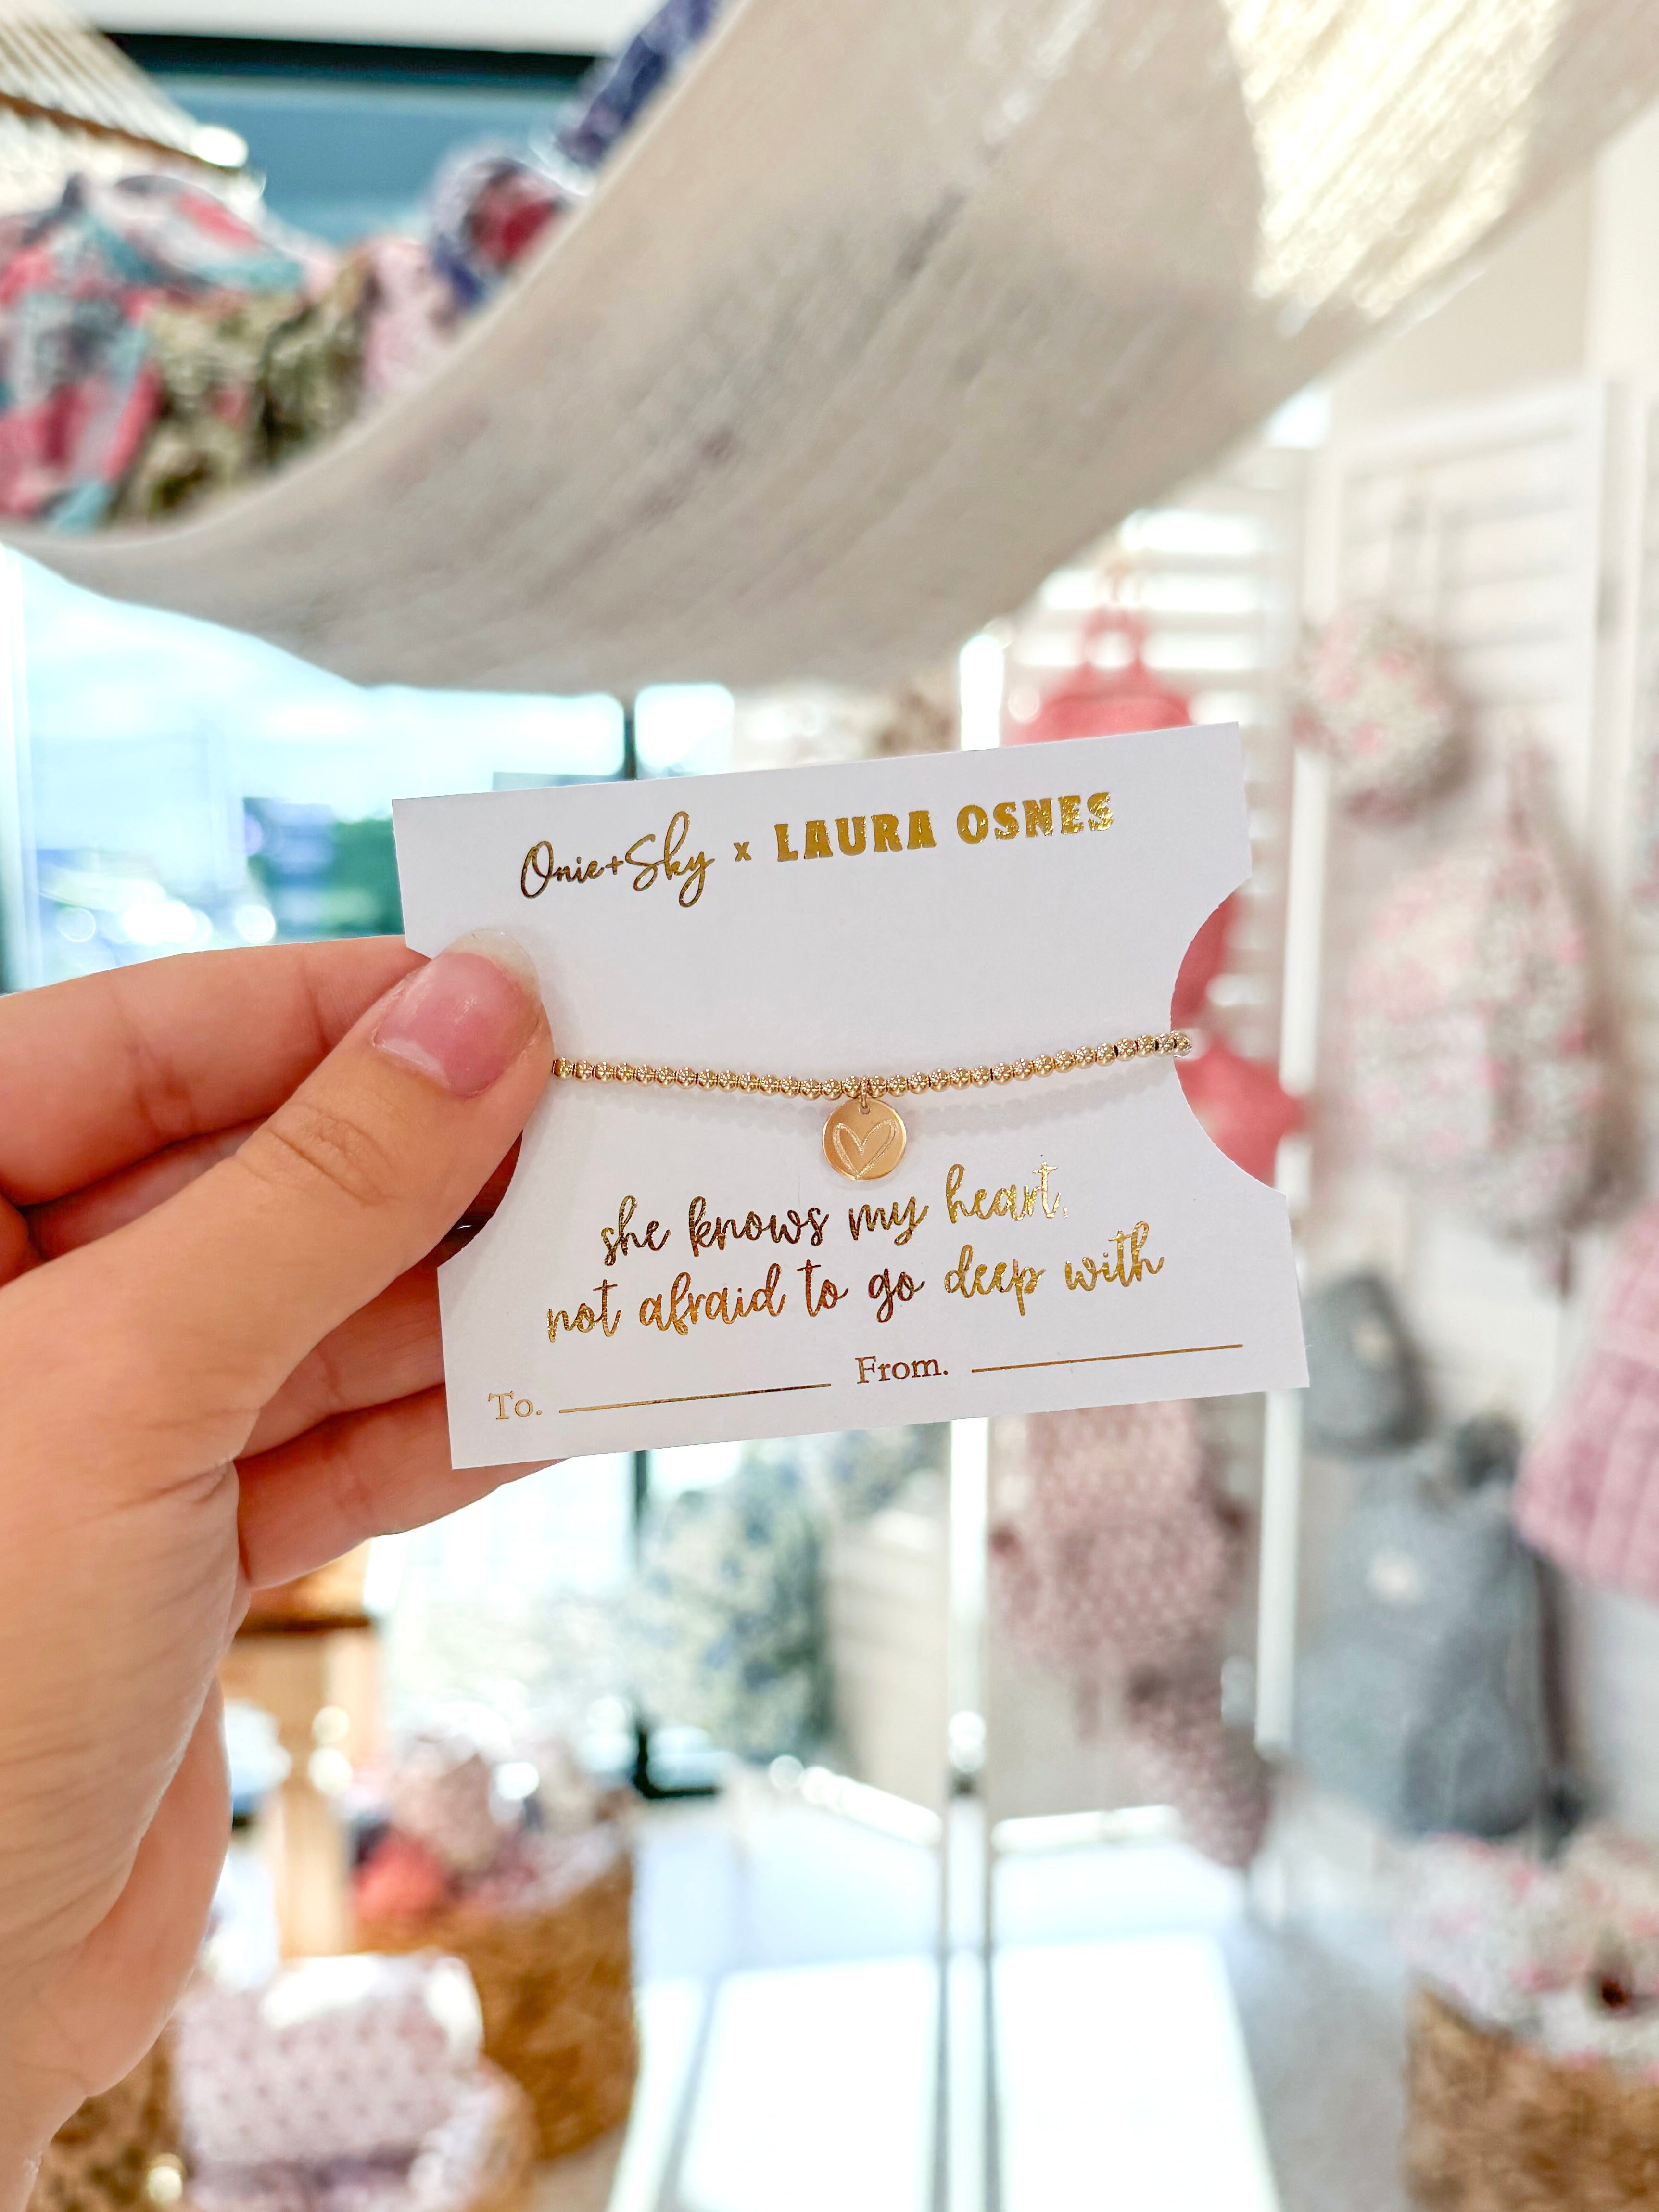 Onie+Sky x LAURA OSNES
she knows my heart,
not afraid to go deep with
To. From.